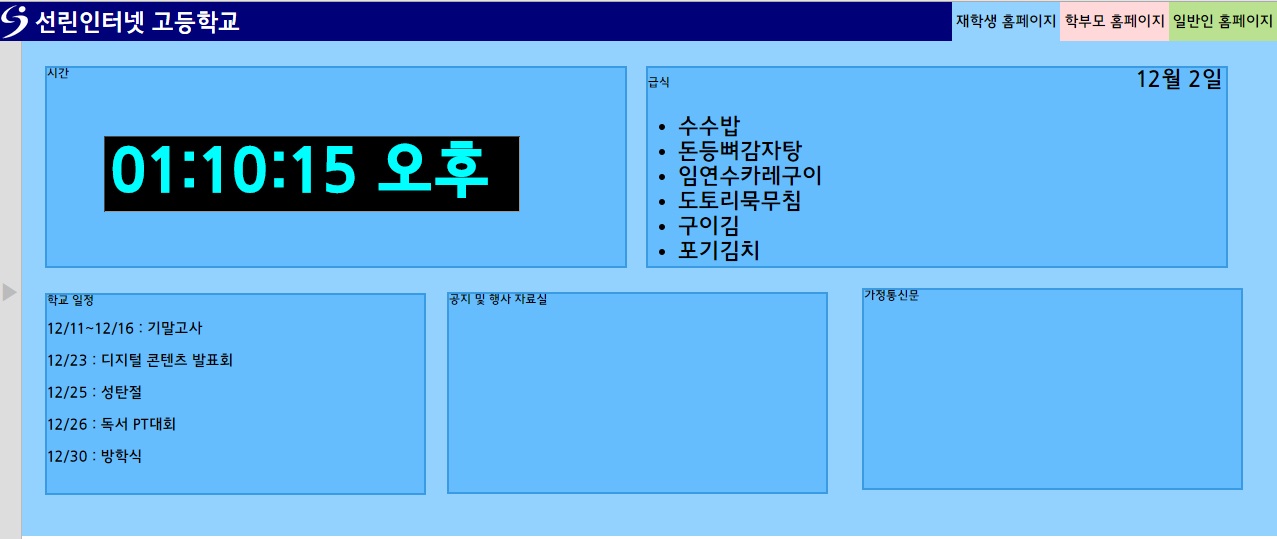 선린인터넷 고등학교
재학생 홈페이지
학부모 홈페이지
일반인 홈페이지
시간
01:10:15 오후
급식
12월 2일
수수밥
돈등뼈감자탕
임연수카레구이
도토리묵무침
구이김
포기김치
학교 일정
12/11~12/16 : 기말고사
12/23 : 디지털 콘텐츠 발표회
12/25 : 성탄절
12/26 : 독서 PT대회
12/30 : 방학식
공지 및 행사 자료실
가정통신문